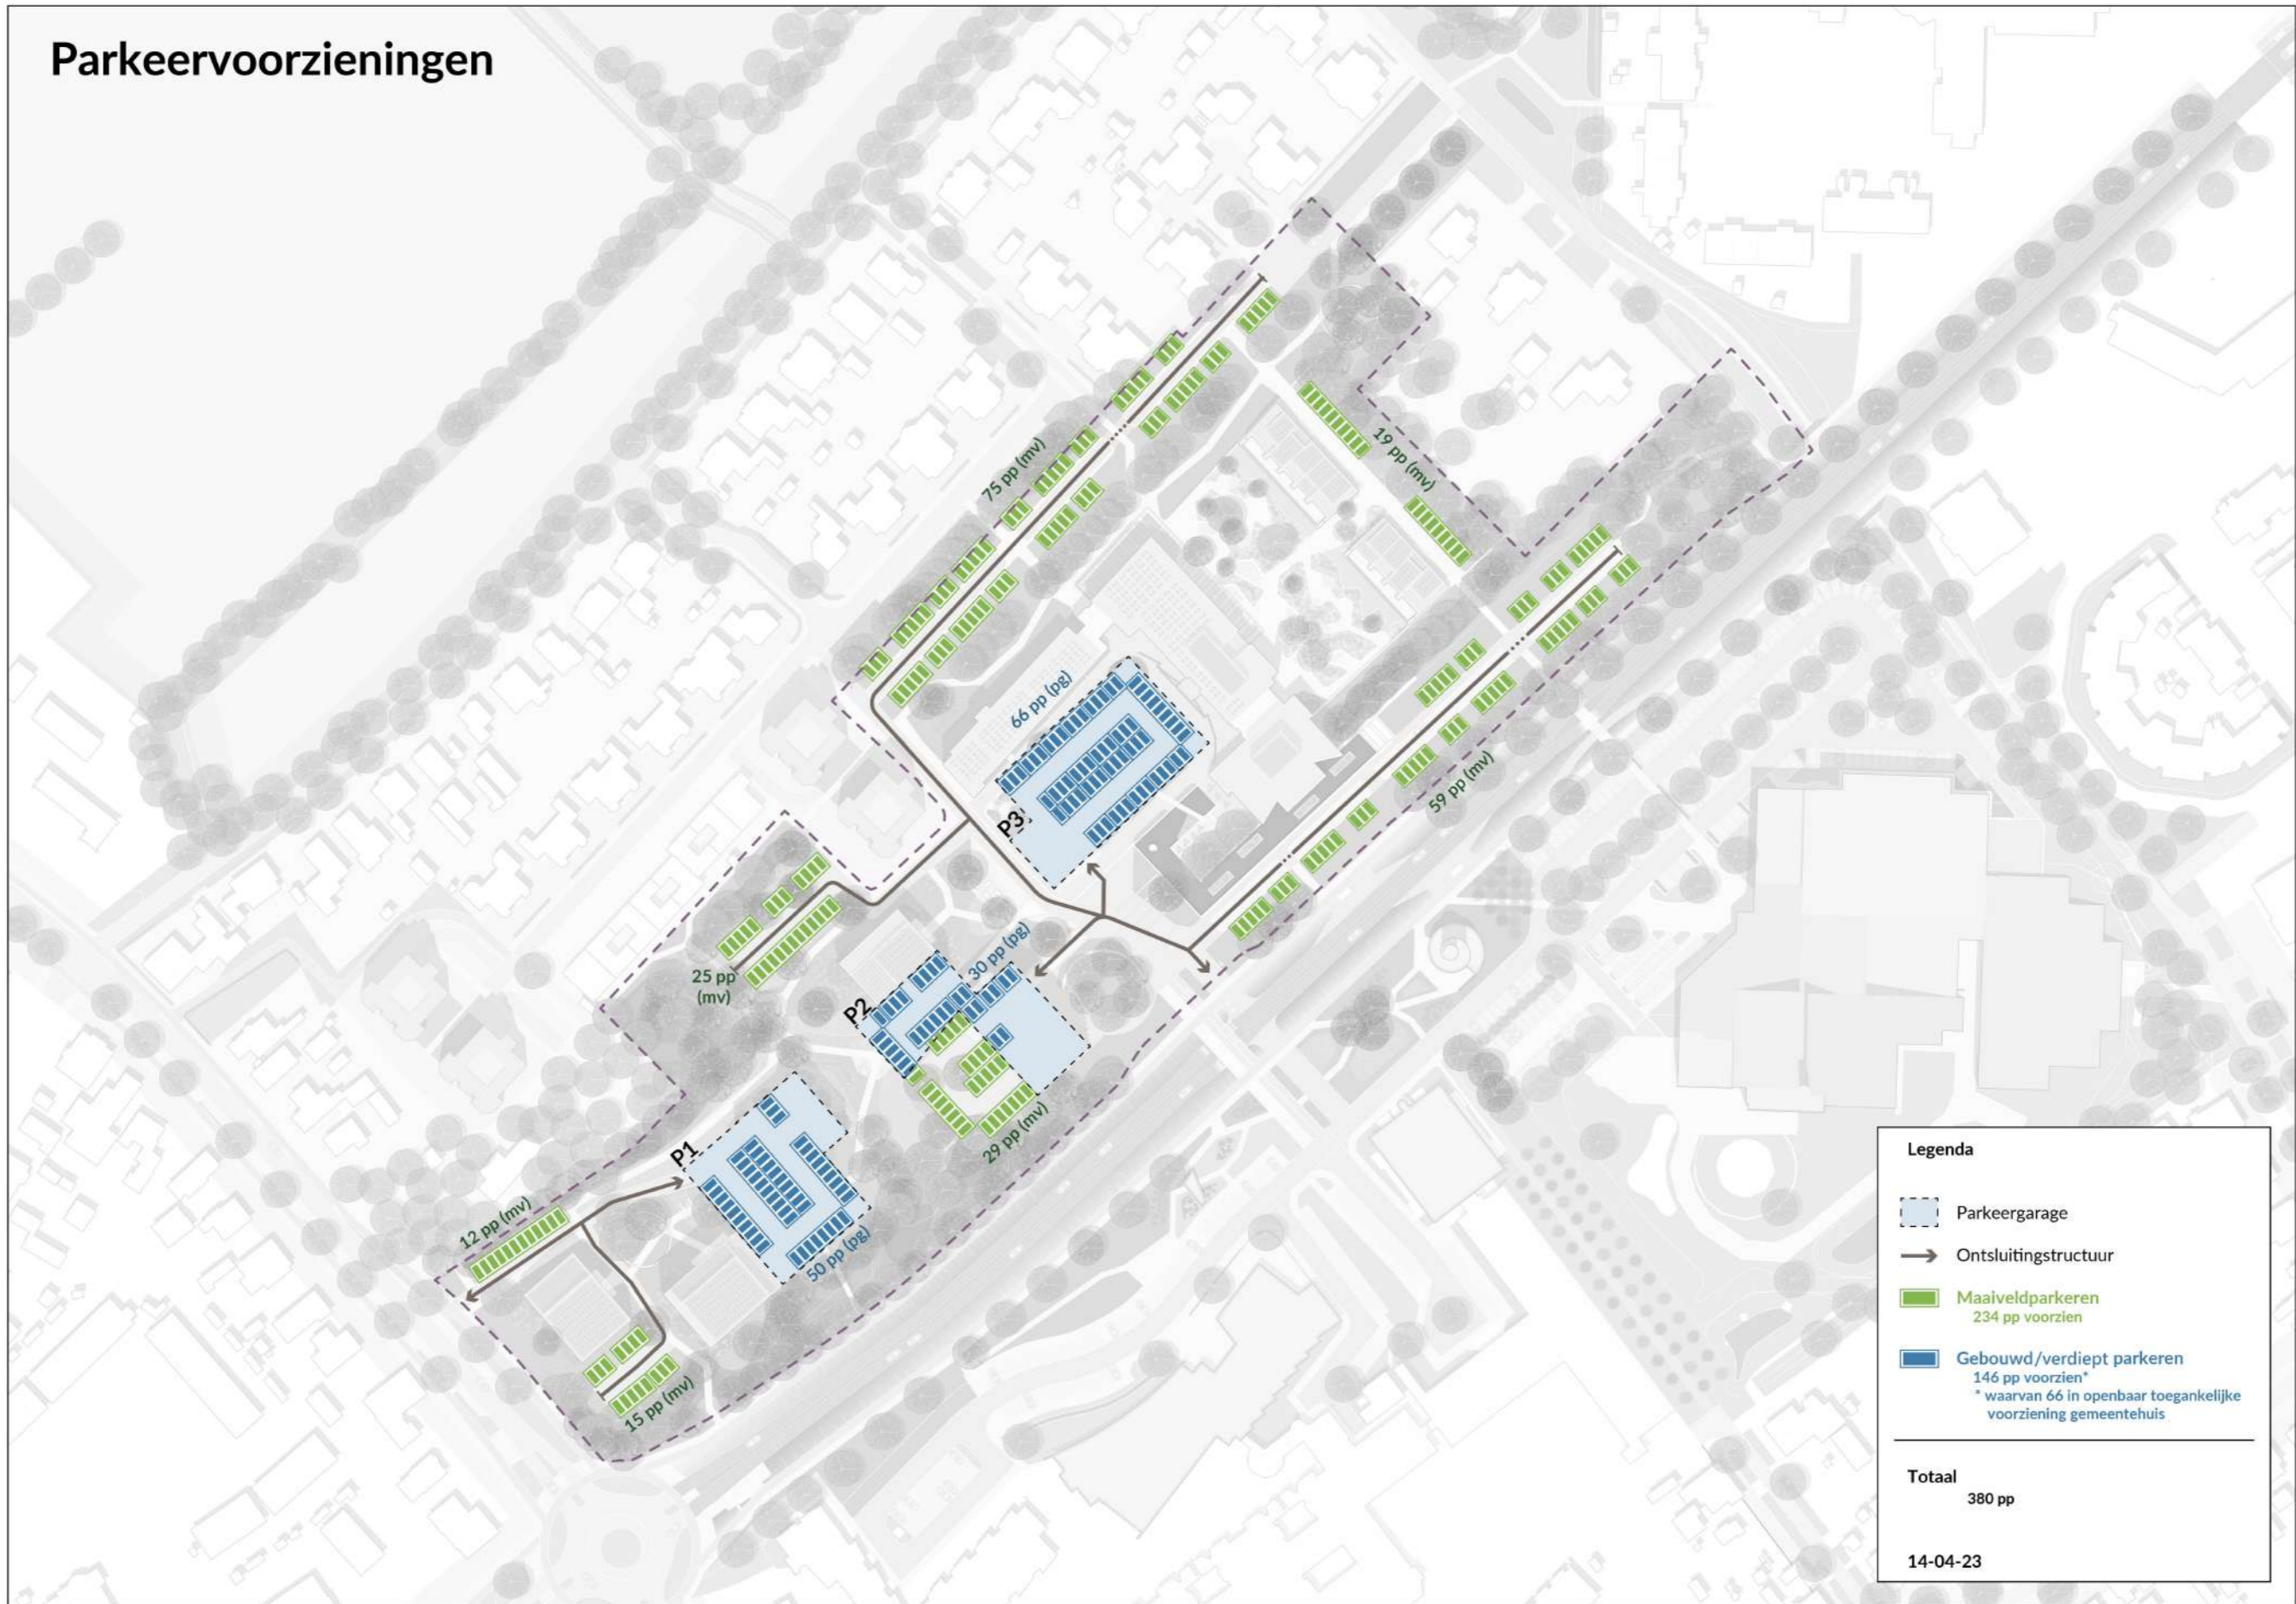 Parkeervoorzieningen
75 pp (mv)
19 pp (mv)
66 pp (pg)
59 pp (mv)
P3
25 pp
(mv)
30 pp (pg)
P2
29 pp (mv)
P1
50 pp (pg)
12 pp (mv)
15 pp (mv)
Legenda
Parkeergarage
Ontsluitingstructuur
Maaiveldparkeren
234 pp voorzien
Gebouwd/verdiept parkeren
146 pp voorzien*
* waarvan 66 in openbaar toegankelijke
voorziening gemeentehuis
Totaal
380 pp
14-04-23